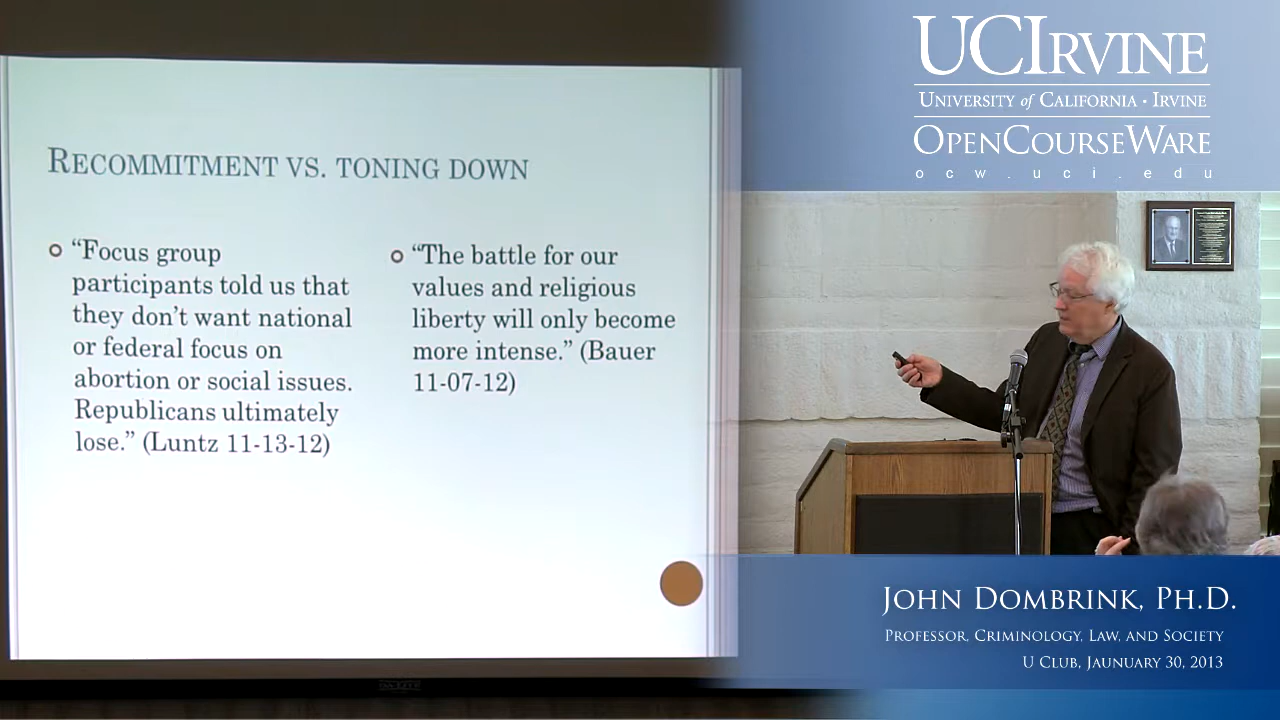 RECOMMITMENT VS. TONING DOWN
“Focus group
participants told us that
they don’t want national
or federal focus on
abortion or social issues.
Republicans ultimately
lose.” (Luntz 11-13-12)
“The battle for our
values and religious
liberty will only become
more intense.” (Bauer
11-07-12)
UCIRVINE
UNIVERSITY of CALIFORNIA • IRVINE
OPENCOURSEWARE
ocw.uci.edu
JOHN DOMBRINK, PH.D.
PROFESSOR, CRIMINOLOGY, LAW, AND SOCIETY
U CLUB, JAUNUARY 30, 2013